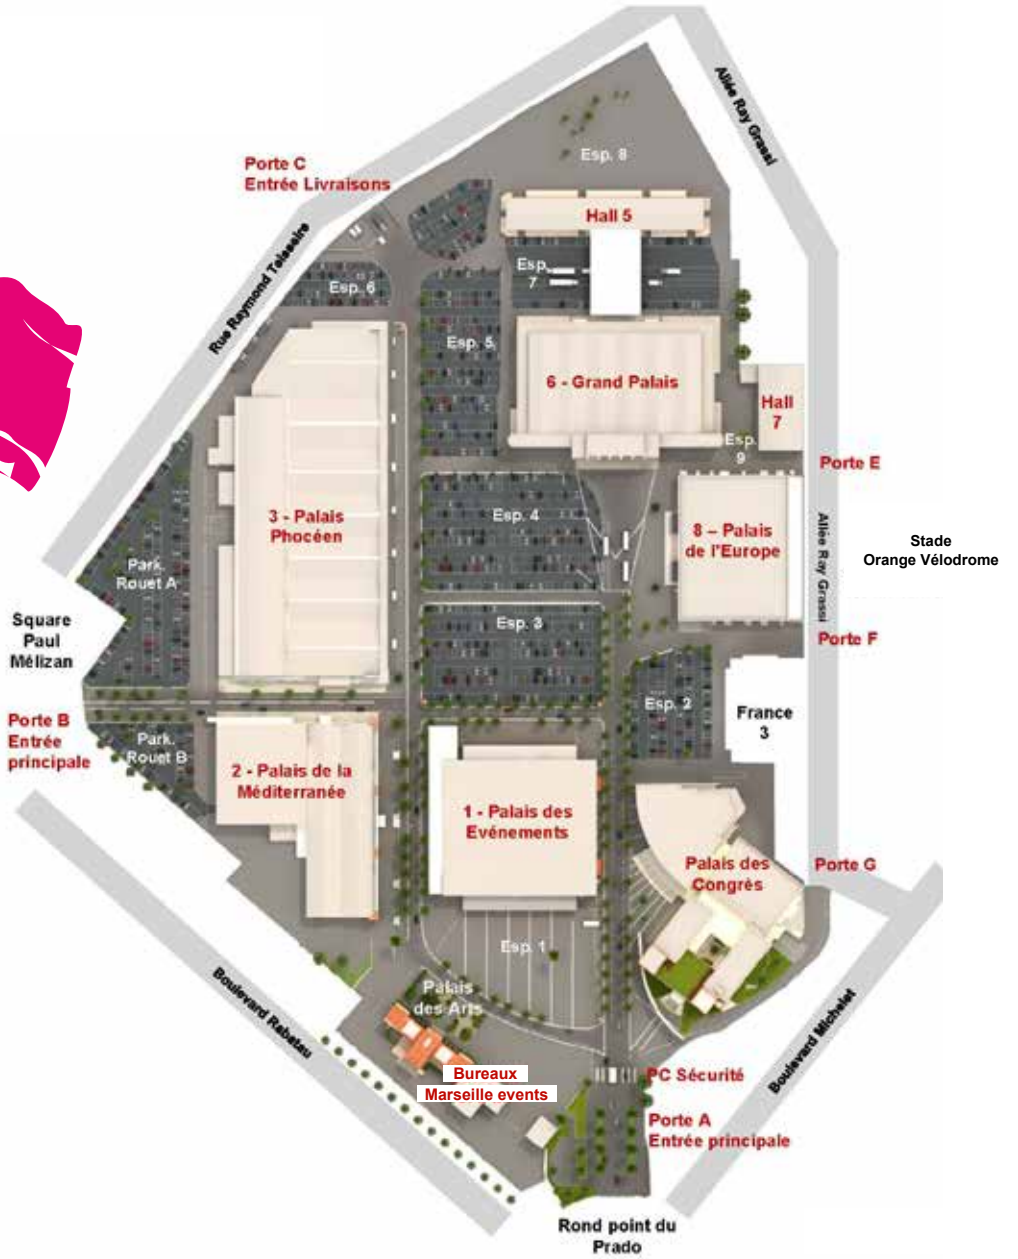 Allée Ray Grassi
Esp. 8
Porte C
Entrée Livraisons
Hall 5
Rue Raymond Teisseire
Esp.
7
Esp. 6
Esp. 5
6 - Grand Palais
Hall
7
Esp.
9
Porte E
3 - Palais
Phocéen
Esp. 4
8 – Palais
de l'Europe
Allée Ray Grassi
Stade
Orange Vélodrome
Park.
Rouet A
Square
Paul
Mélizan
Esp. 3
Porte F
Esp. 2
France
3
Porte B
Entrée
principale
Park.
Rouet B
2 - Palais de la
Méditerranée
1 - Palais des
Evénements
Palais des
Congrès
Porte G
Esp. 1
Palais
des Arts
Boulevard Rabatau
Boulevard Michelet
Bureaux
Marseille events
PC Sécurité
Porte A
Entrée principale
Rond point du
Prado